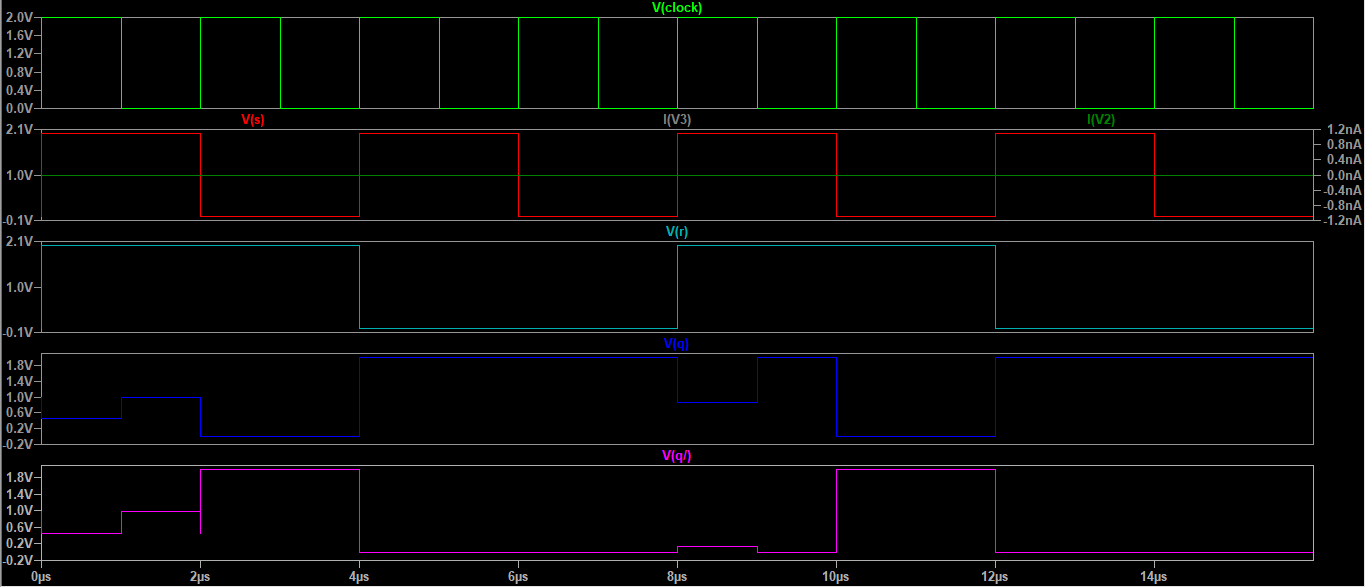 V(clock)
2.0V
1.6V
1.2V
0.8V
0.4V
0.0V
V(s) I(V3) I(V2)
2.1V 1.2nA
0.8nA
0.4nA
1.0V 0.0nA
-0.4nA
-0.8nA
-0.1V -1.2nA
V(r)
2.1V
1.0V
-0.1V
V(q)
1.8V
1.4V
1.0V
0.6V
0.2V
-0.2V
V(q/)
1.8V
1.4V
1.0V
0.6V
0.2V
-0.2V
0µs 2µs 4µs 6µs 8µs 10µs 12µs 14µs